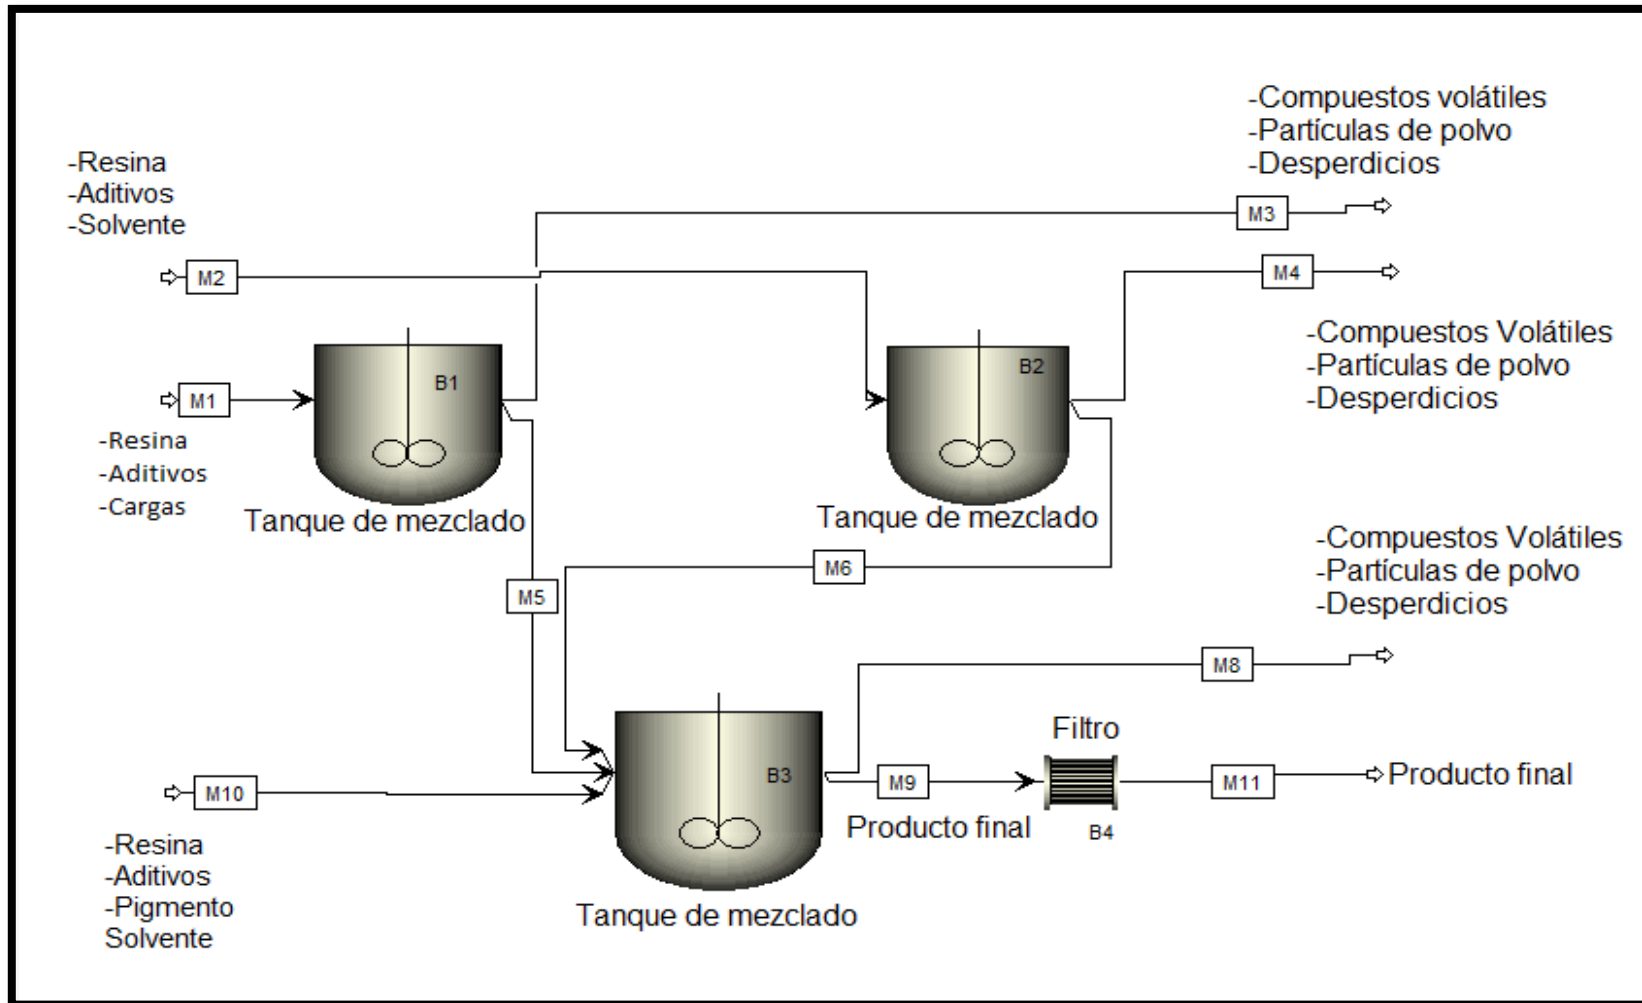 -Compuestos volátiles
-Partículas de polvo
-Desperdicios
-Resina
-Aditivos
-Solvente
M3
M2
M4
-Compuestos Volátiles
-Partículas de polvo
-Desperdicios
M1
B1
B2
-Resina
-Aditivos
-Cargas
Tanque de mezclado
Tanque de mezclado
-Compuestos Volátiles
-Partículas de polvo
-Desperdicios
M6
M5
M8
Filtro
B3
M10
M9
M11
Producto final
Producto final
B4
-Resina
-Aditivos
-Pigmento
Solvente
Tanque de mezclado